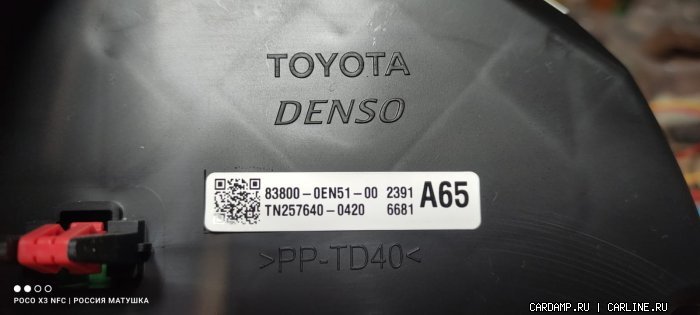 TOYOTA
DENSO
83800-0EN51-00 2391 A65
TN257640-0420 6681
>PP-TD40<
POCO X3 NFC | РОССИЯ МАТУШКА
CARDAMP.RU | CARLINE.RU